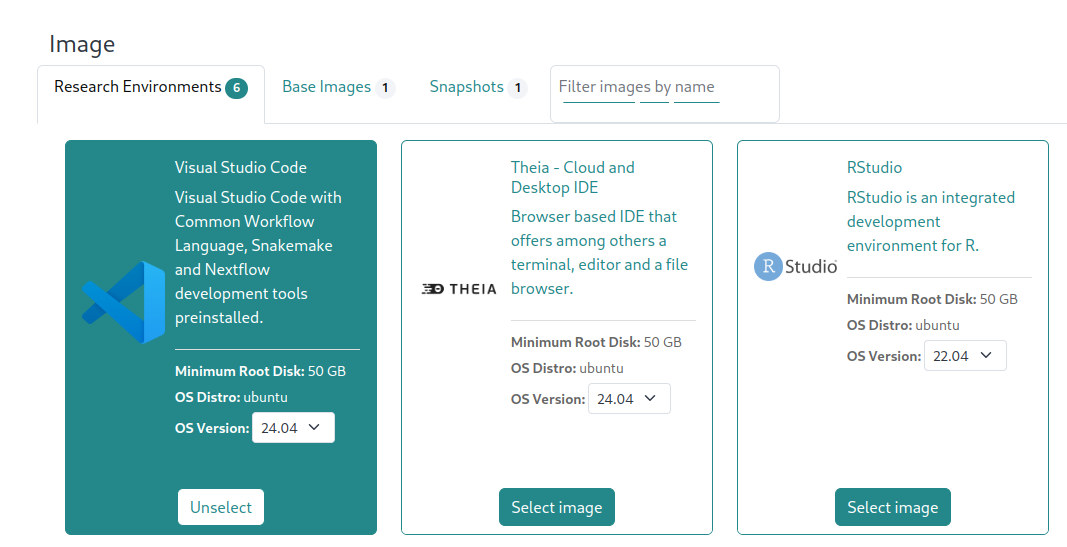 Image
Research Environments 6
Base Images 1
Snapshots 1
Filter images by name
Visual Studio Code
Visual Studio Code with
Common Workflow
Language, Snakemake
and Nextflow
development tools
preinstalled.
Minimum Root Disk: 50 GB
OS Distro: ubuntu
OS Version: 24.04
Unselect
THEIA
Theia - Cloud and
Desktop IDE
Browser based IDE that
offers among others a
terminal, editor and a file
browser.
Minimum Root Disk: 50 GB
OS Distro: ubuntu
OS Version: 24.04
Select image
R Studio
RStudio
RStudio is an integrated
development
environment for R.
Minimum Root Disk: 50 GB
OS Distro: ubuntu
OS Version: 22.04
Select image